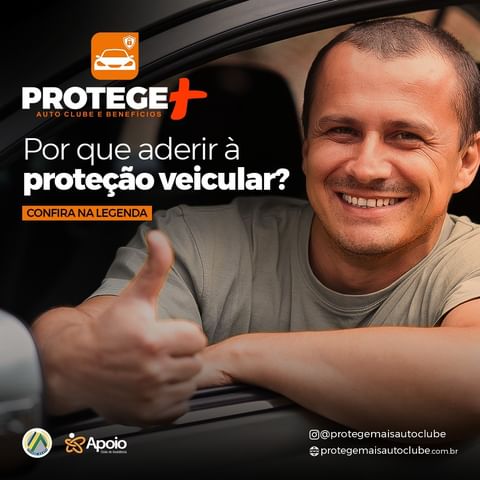 PROTEGE+
AUTO CLUBE E BENEFÍCIOS
Por que aderir à
proteção veicular?
CONFIRA NA LEGENDA
Apoio
@protegemaisautoclube
protegemaisautoclube.com.br